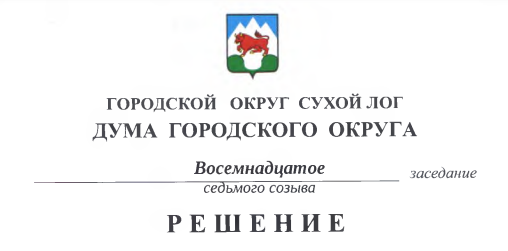 ГОРОДСКОЙ ОКРУГ СУХОЙ ЛОГ
ДУМА ГОРОДСКОГО ОКРУГА
Восемнадцатое заседание
седьмого созыва
РЕШЕНИЕ